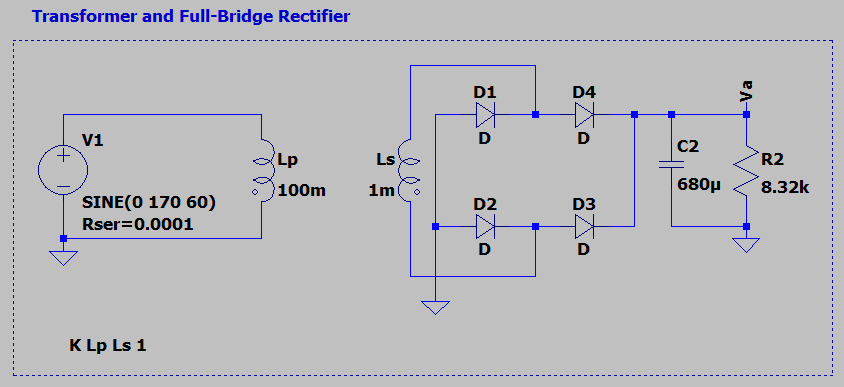 Transformer and Full-Bridge Rectifier
V1
SINE(0 170 60)
Rser=0.0001
Lp
100m
Ls
1m
D1
D
D4
D
D2
D
D3
D
C2
680µ
Va
R2
8.32k
K Lp Ls 1